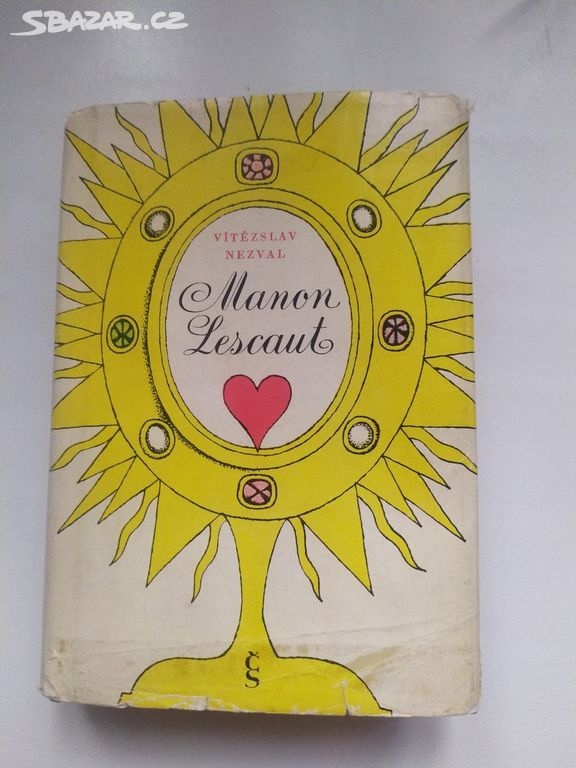 SBAZAR.CZ
VÍTĚZSLAV
NEZVAL
Manon
Lescaut
ČS